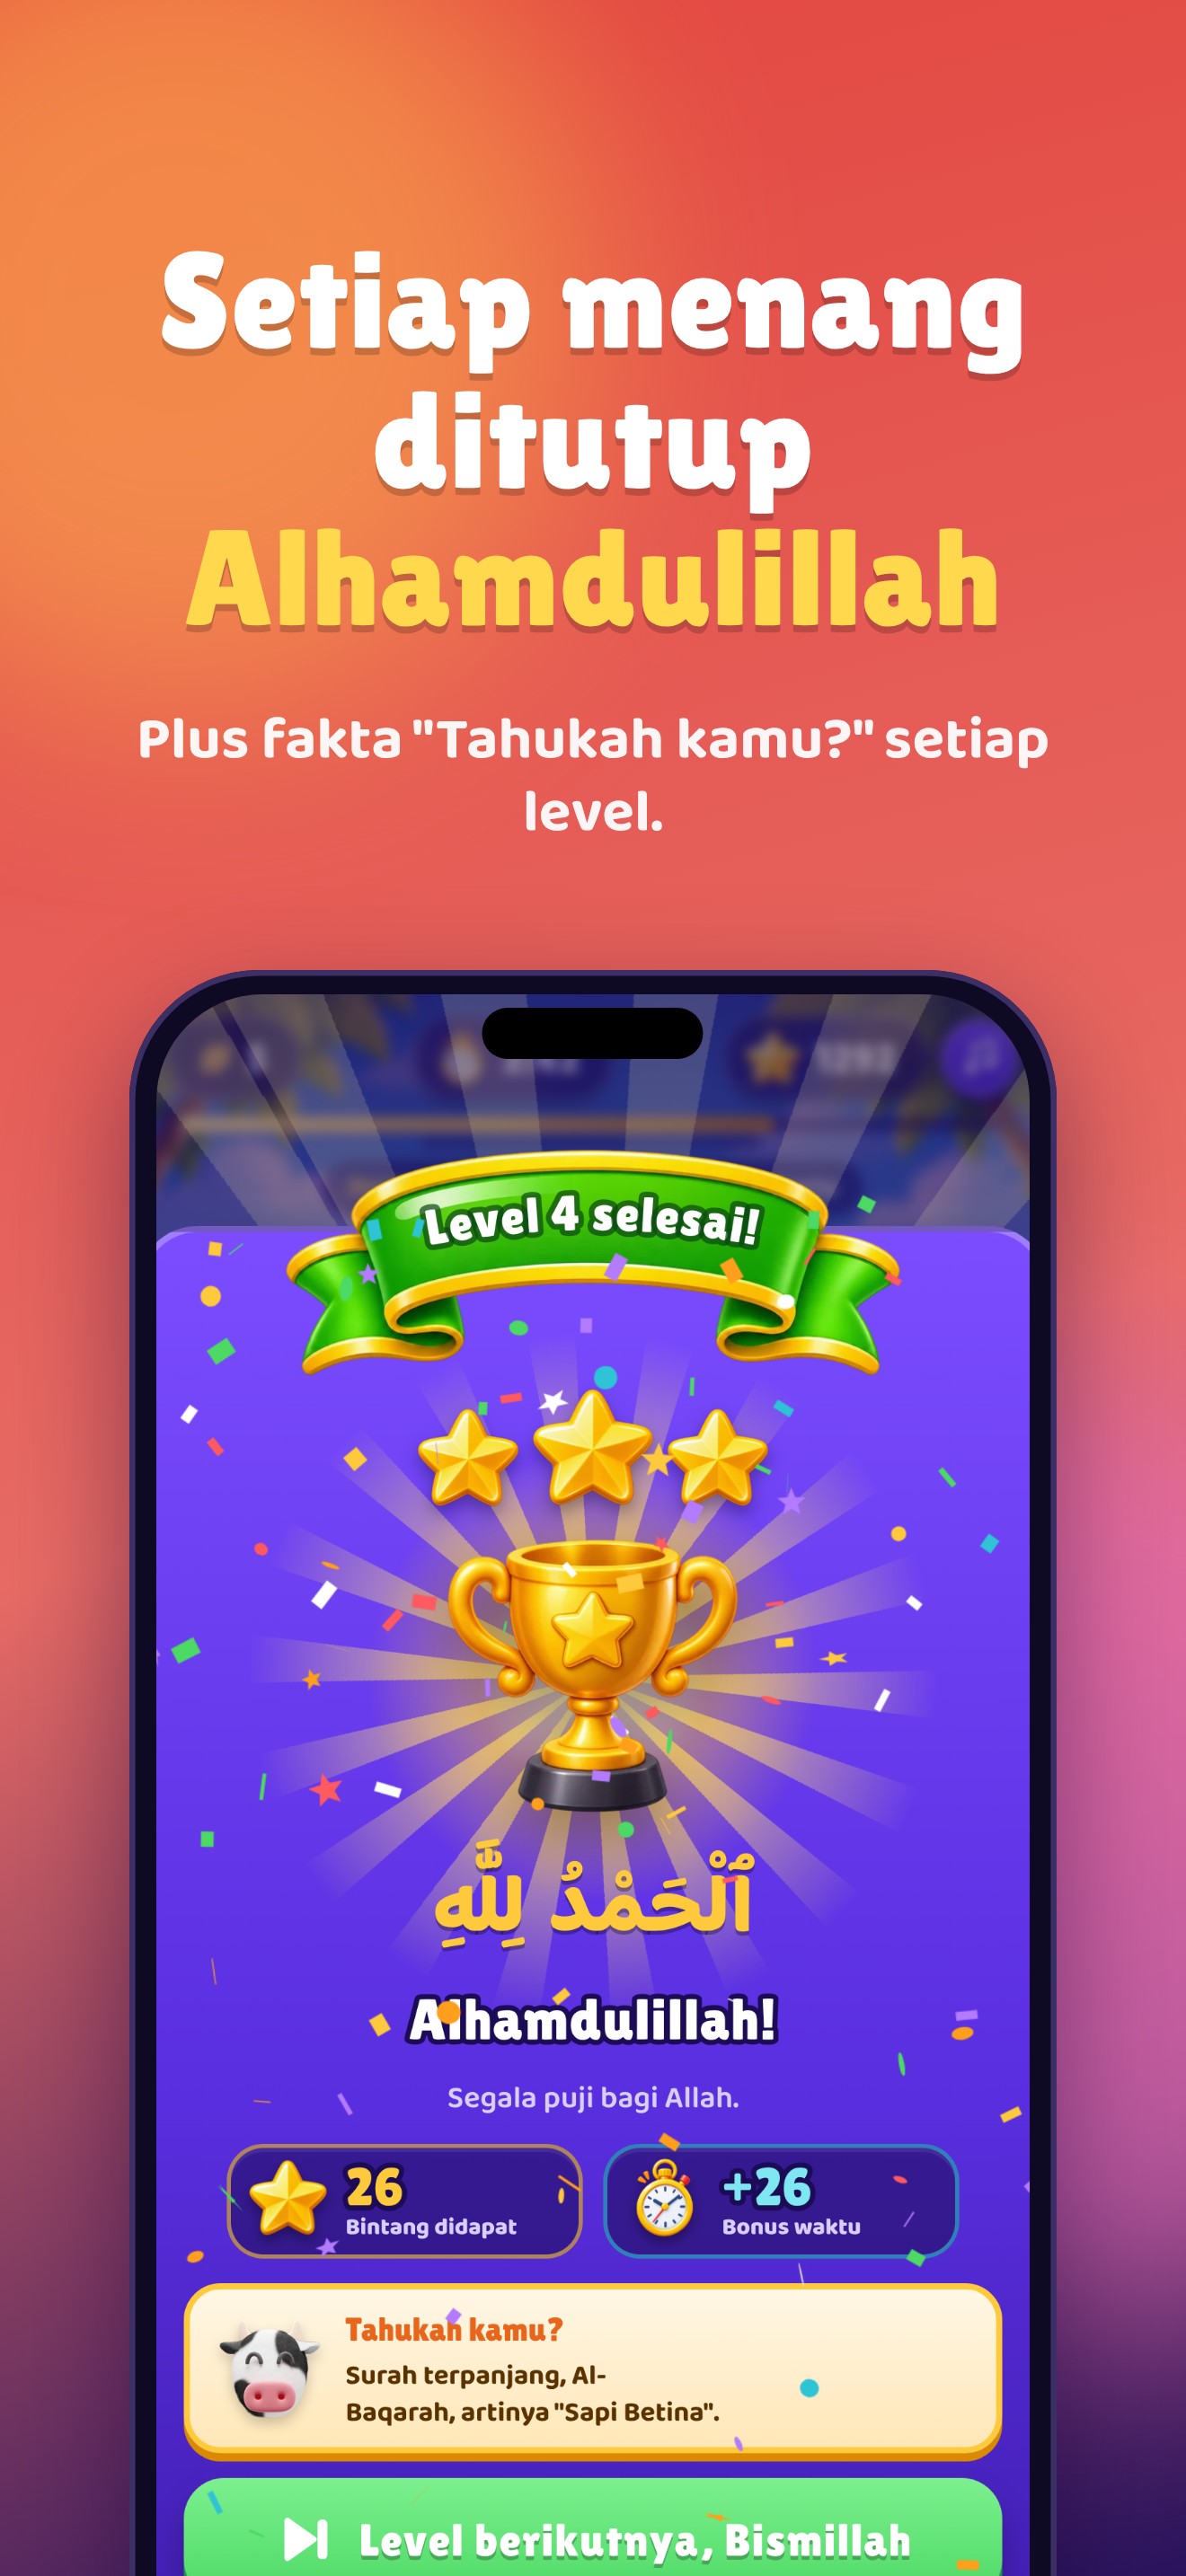 Setiap menang
ditutup
Alhamdulillah
Plus fakta "Tahukah kamu?" setiap
level.
1292
Level 4 selesai!
ٱلْحَمْدُ لِلَّٰهِ
Alhamdulillah!
Segala puji bagi Allah.
26
Bintang didapat
+26
Bonus waktu
Tahukah kamu?
Surah terpanjang, Al-
Baqarah, artinya "Sapi Betina".
Level berikutnya, Bismillah